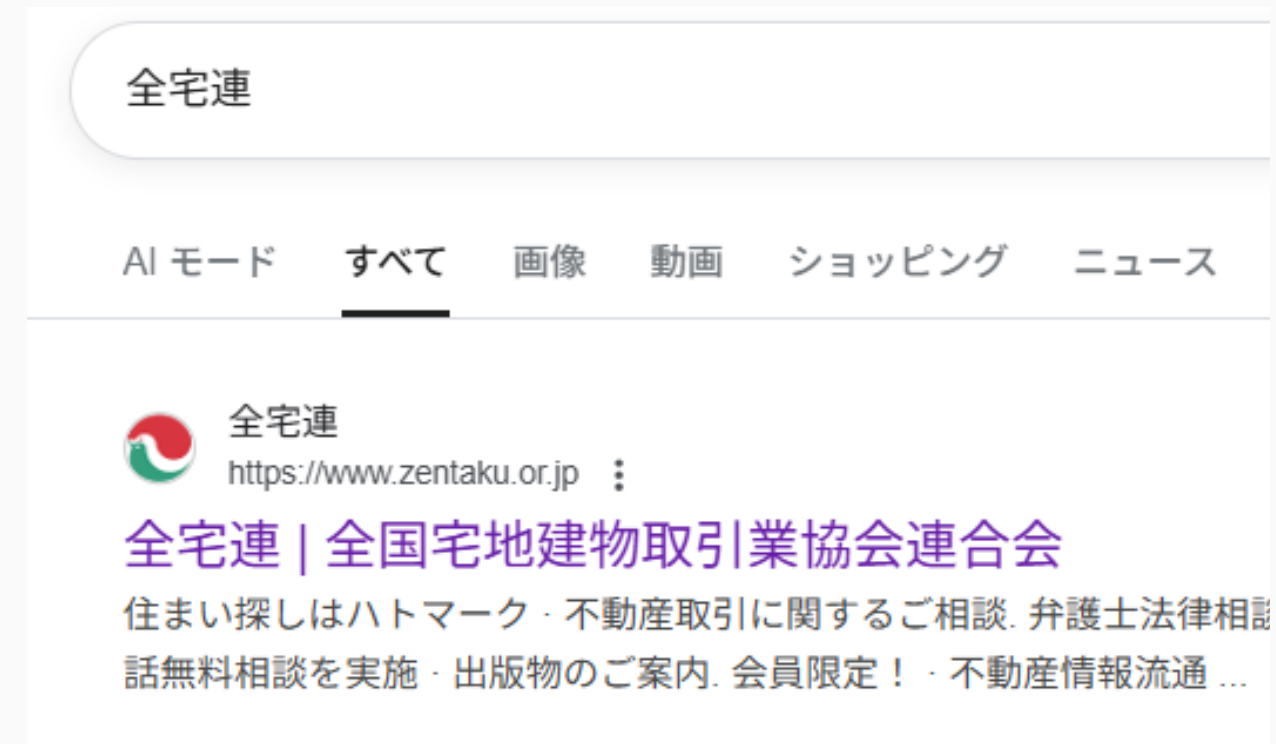 全宅連
AI モード すべて 画像 動画 ショッピング ニュース
全宅連
https://www.zentaku.or.jp
全宅連 | 全国宅地建物取引業協会連合会
住まい探しはハトマーク · 不動産取引に関するご相談. 弁護士法律相談
話無料相談を実施 · 出版物のご案内. 会員限定！ · 不動産情報流通 ...